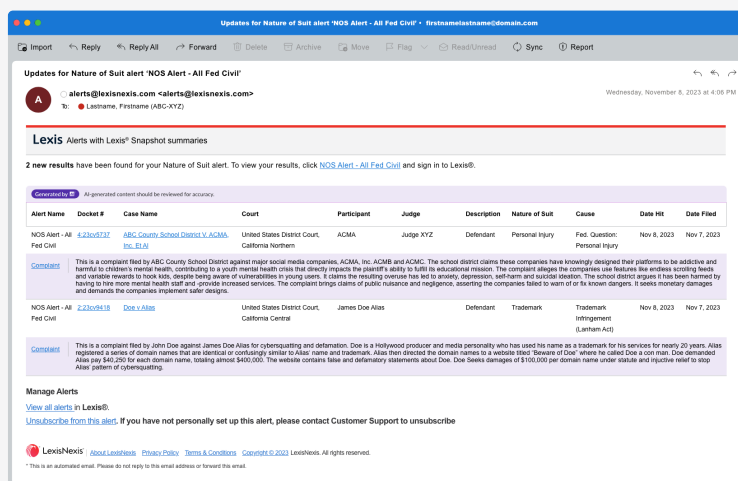 Updates for Nature of Suit alert 'NOS Alert - All Fed Civil' • firstnamelastname@domain.com
Import Reply Reply All Forward Delete Archive Move Flag Read/Unread Sync Report
Updates for Nature of Suit alert 'NOS Alert - All Fed Civil'
A
alerts@lexisnexis.com <alerts@lexisnexis.com>
Wednesday, November 8, 2023 at 4:06 PM
To: Lastname, Firstname (ABC-XYZ)
Lexis Alerts with Lexis® Snapshot summaries
2 new results have been found for your Nature of Suit alert. To view your results, click NOS Alert - All Fed Civil and sign in to Lexis®.
Generated by AI AI-generated content should be reviewed for accuracy.
Alert Name Docket # Case Name Court Participant Judge Description Nature of Suit Cause Date Hit Date Filed
NOS Alert - All 4:23cv5737 ABC County School District V. ACMA, United States District Court, ACMA Judge XYZ Defendant Personal Injury Fed. Question: Nov 8, 2023 Nov 7, 2023
Fed Civil Inc. Et Al California Northern Personal Injury
Complaint
This is a complaint filed by ABC County School District against major social media companies, ACMA, Inc. ACMB and ACMC. The school district claims these companies have knowingly designed their platforms to be addictive and
harmful to children's mental health, contributing to a youth mental health crisis that directly impacts the plaintiff's ability to fulfill its educational mission. The complaint alleges the companies use features like endless scrolling feeds
and variable rewards to hook kids, despite being aware of vulnerabilities in young users. It claims the resulting overuse has led to anxiety, depression, self-harm and suicidal ideation. The school district argues it has been harmed by
having to hire more mental health staff and -provide increased services. The complaint brings claims of public nuisance and negligence, asserting the companies failed to warn of or fix known dangers. It seeks monetary damages
and demands the companies implement safer designs.
NOS Alert - All 2:23cv9418 Doe v Alias United States District Court, James Doe Alias Defendant Trademark Trademark Nov 8, 2023 Nov 7, 2023
Fed Civil California Central Infringement
(Lanham Act)
Complaint
This is a complaint filed by John Doe against James Doe Alias for cybersquatting and defamation. Doe is a Hollywood producer and media personality who has used his name as a trademark for his services for nearly 20 years. Alias
registered a series of domain names that are identical or confusingly similar to Alias' name and trademark. Alias then directed the domain names to a website titled "Beware of Doe" where he called Doe a con man. Doe demanded
Alias pay $40,250 for each domain name, totaling almost $400,000. The website contains false and defamatory statements about Doe. Doe Seeks damages of $100,000 per domain name under statute and injuctive relief to stop
Alias' pattern of cybersquatting.
Manage Alerts
View all alerts in Lexis®.
Unsubscribe from this alert. If you have not personally set up this alert, please contact Customer Support to unsubscribe
LexisNexis About LexisNexis Privacy Policy Terms & Conditions Copyright © 2023 LexisNexis. All rights reserved.
* This is an automated email. Please do not reply to this email address or forward this email.